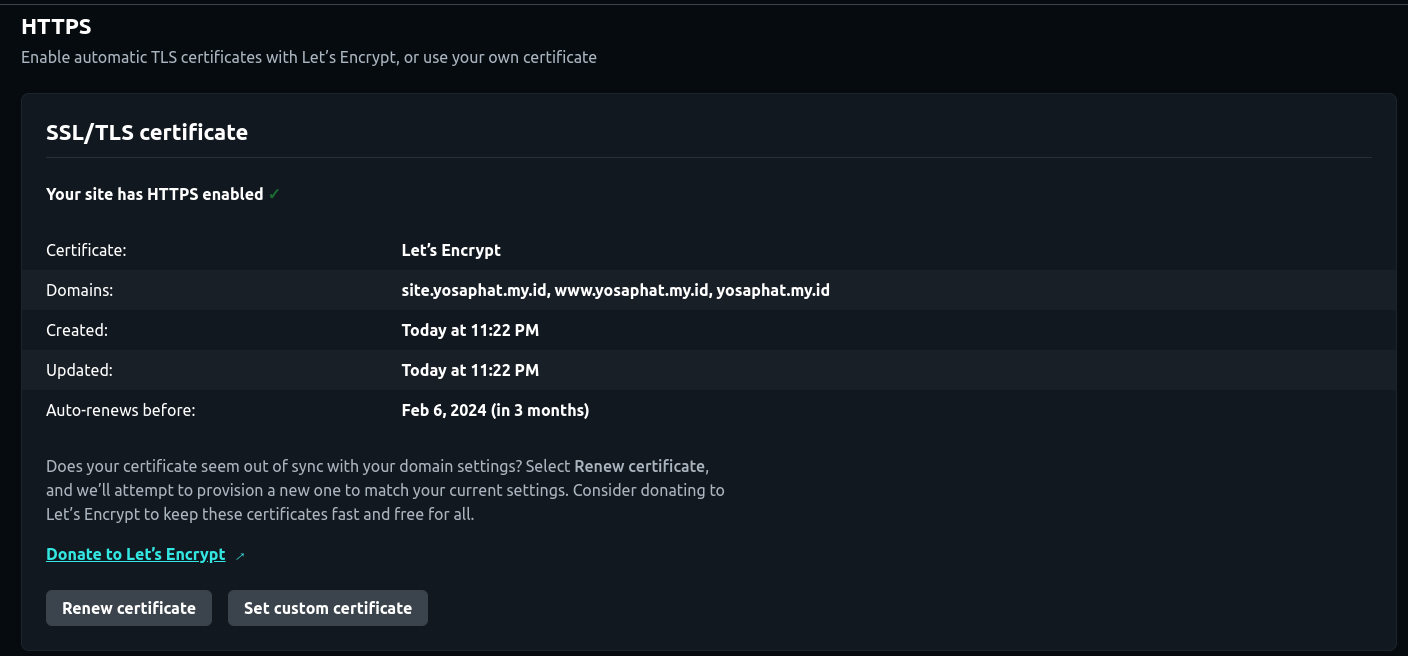 HTTPS
Enable automatic TLS certificates with Let’s Encrypt, or use your own certificate
SSL/TLS certificate
Your site has HTTPS enabled ✓
Certificate: Let’s Encrypt
Domains: site.yosaphat.my.id, www.yosaphat.my.id, yosaphat.my.id
Created: Today at 11:22 PM
Updated: Today at 11:22 PM
Auto-renews before: Feb 6, 2024 (in 3 months)
Does your certificate seem out of sync with your domain settings? Select Renew certificate,
and we’ll attempt to provision a new one to match your current settings. Consider donating to
Let’s Encrypt to keep these certificates fast and free for all.
Donate to Let’s Encrypt ↗
Renew certificate Set custom certificate